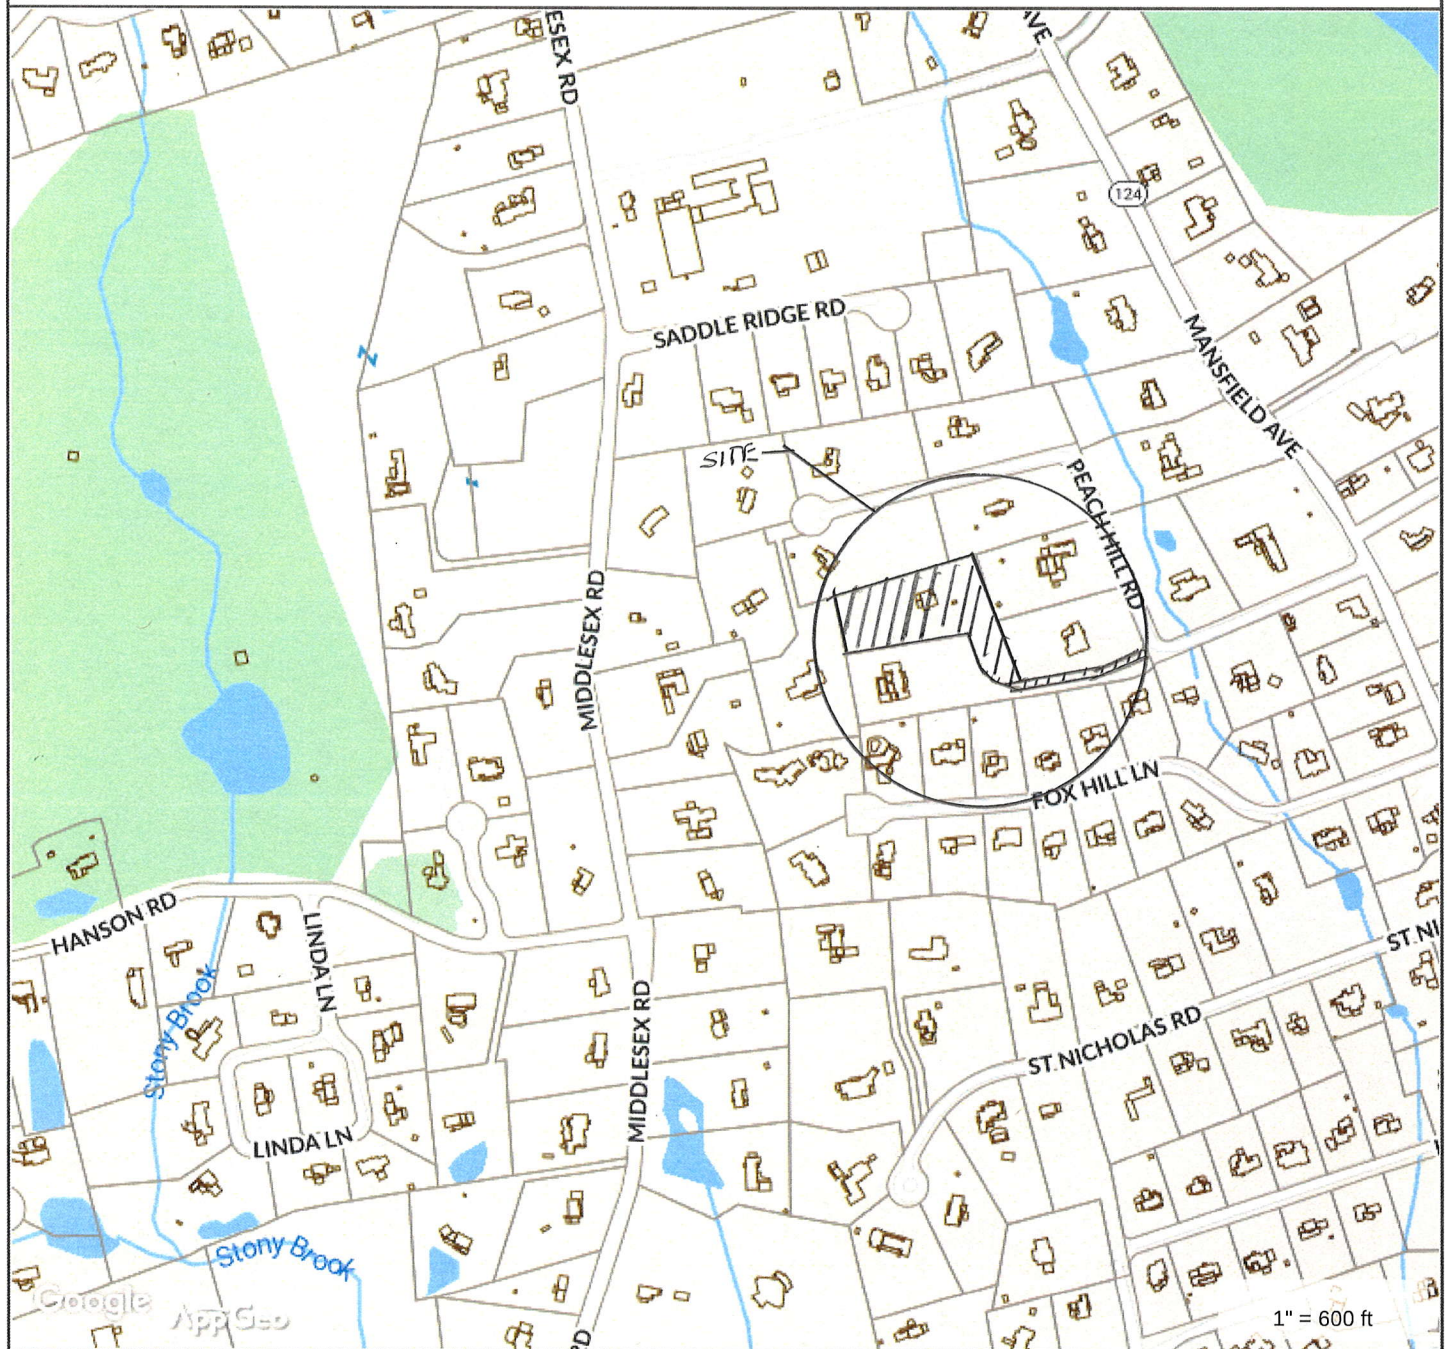 ESEX RD
AVE
124
SADDLE RIDGE RD
MANSFIELD AVE
SITE
PEACH HILL RD
MIDDLESEX RD
FOX HILL LN
HANSON RD
LINDA LN
ST NI
Stony Brook
MIDDLESEX RD
ST NICHOLAS RD
LINDA LN
Stony Brook
Google
AppGeo
1" = 600 ft
RD